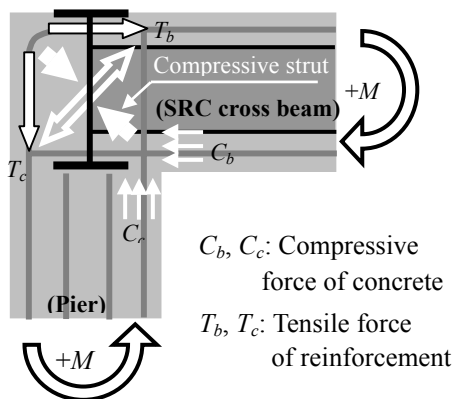 T_b
Compressive strut
+M
(SRC cross beam)
T_c
C_b
C_c
C_b, C_c: Compressive
force of concrete
(Pier)
T_b, T_c: Tensile force
of reinforcement
+M